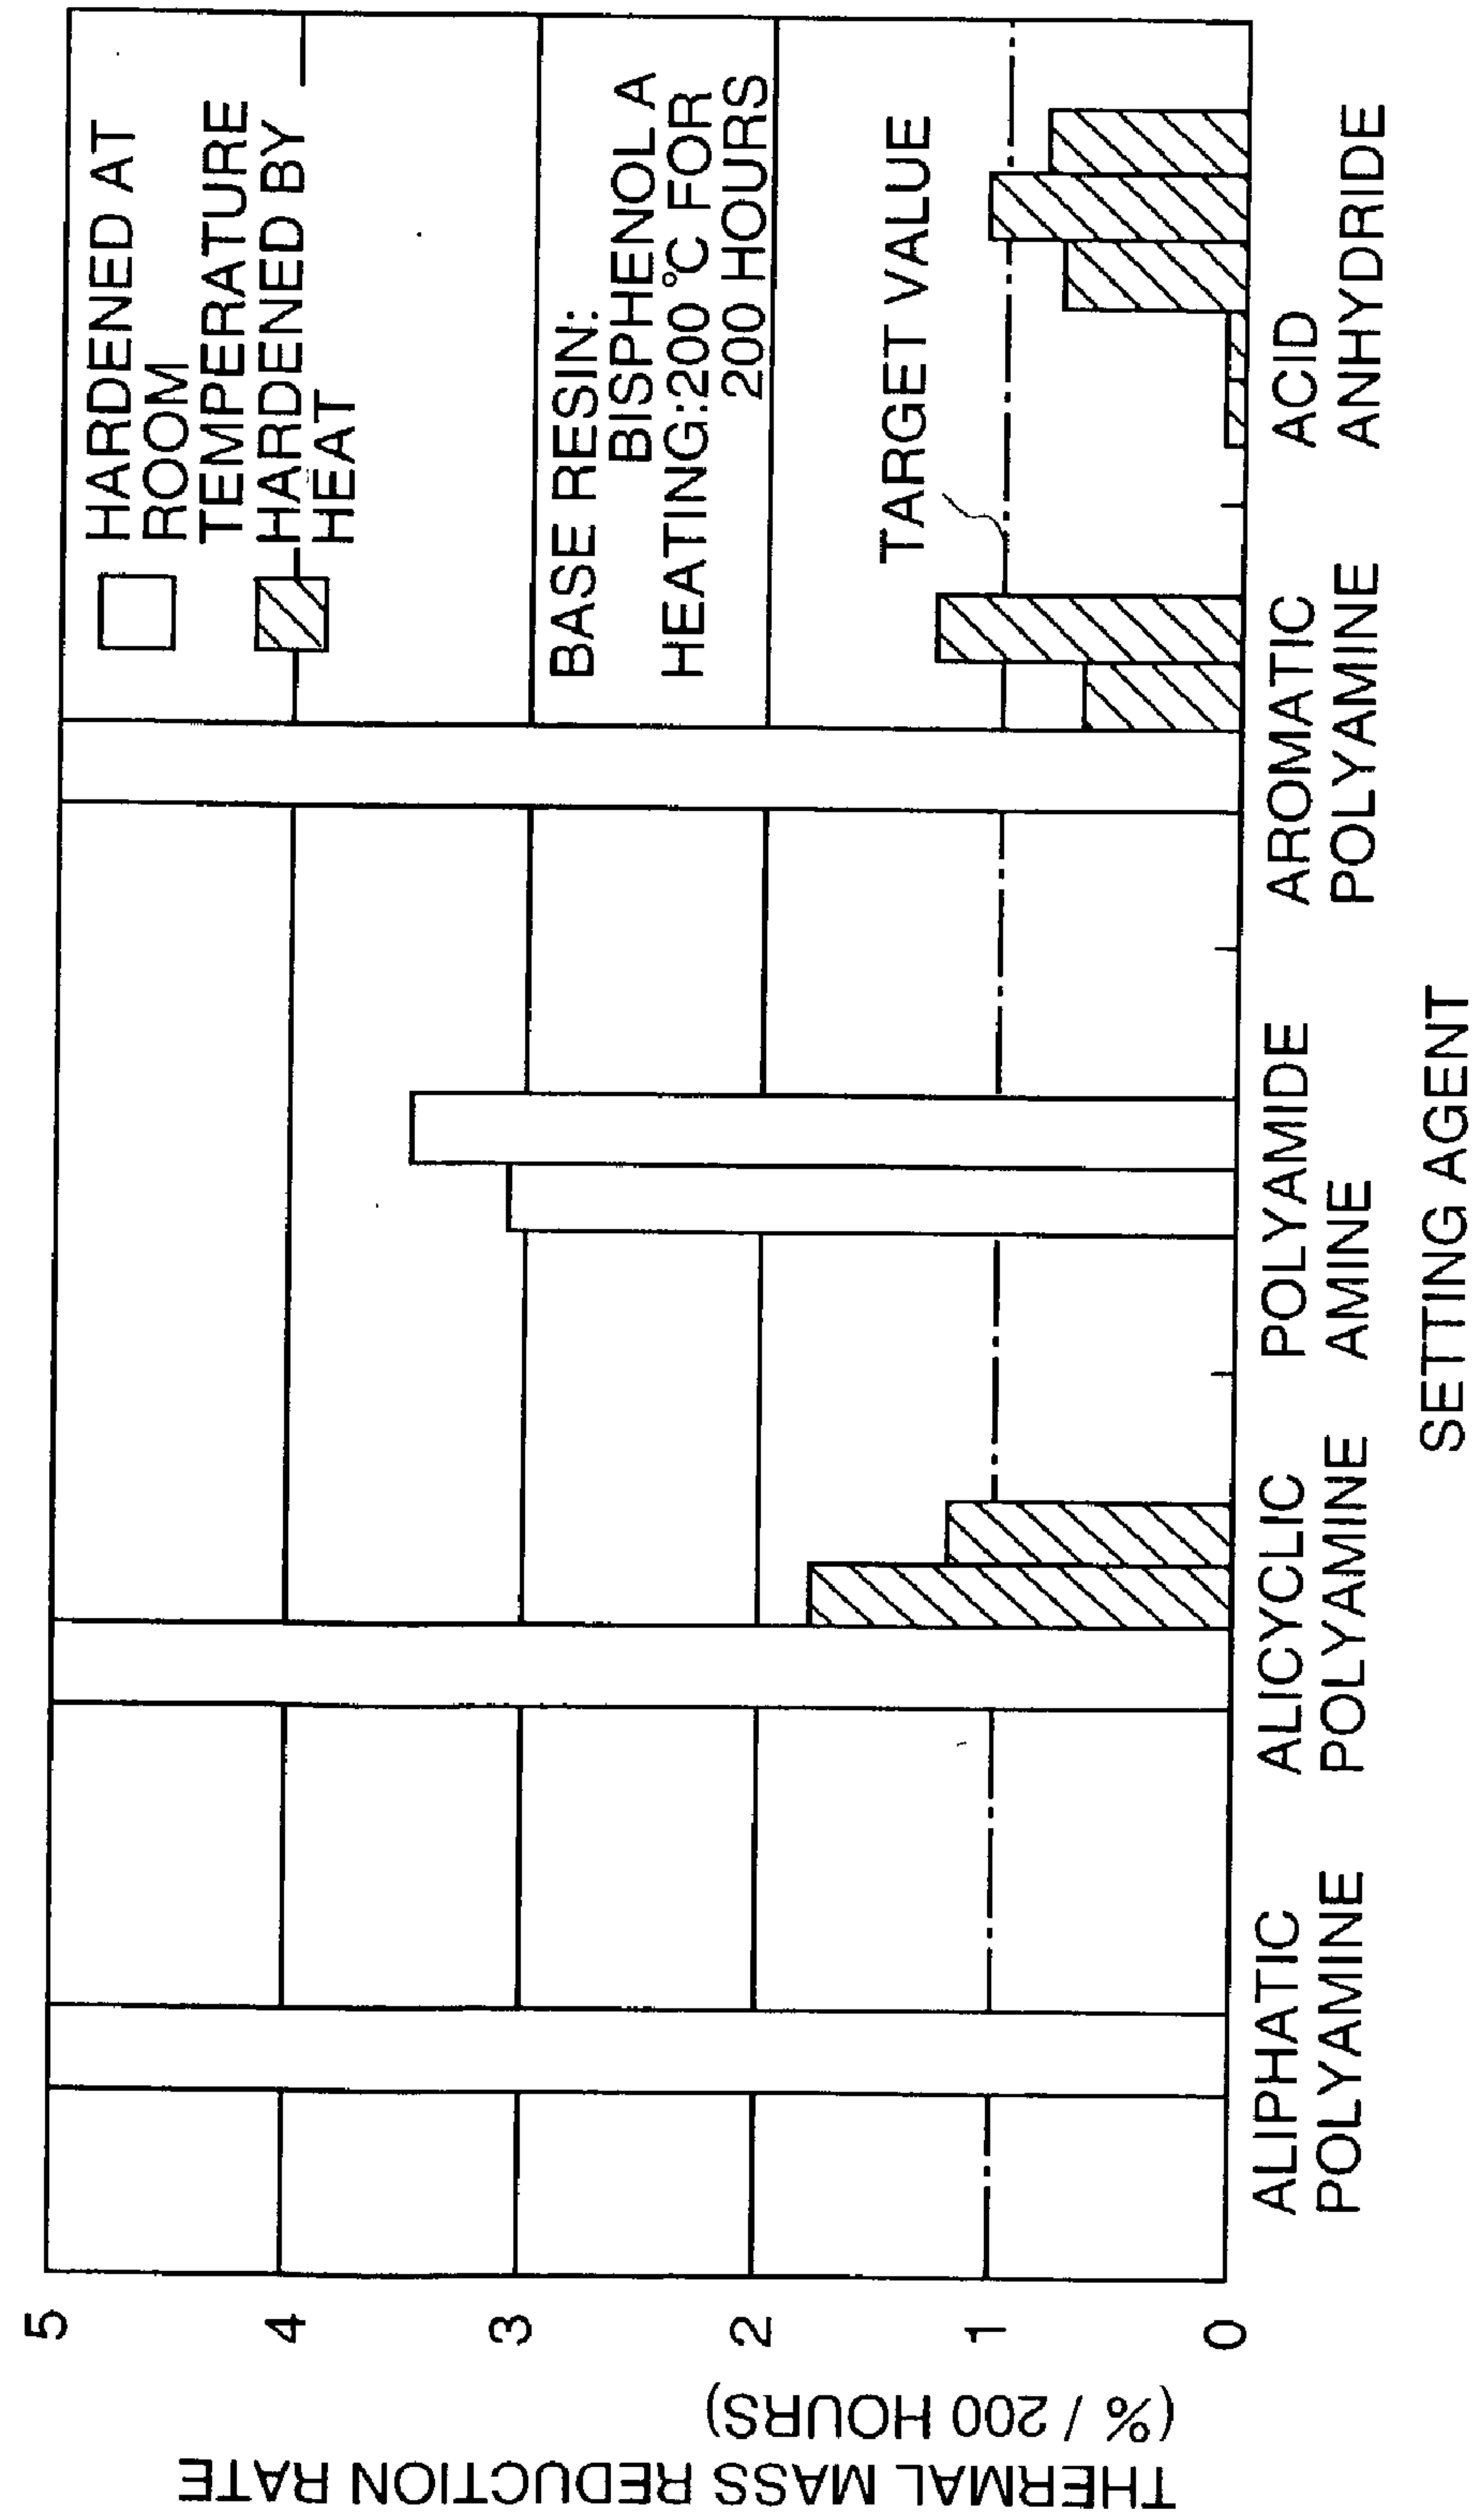 THERMAL MASS REDUCTION RATE
(% / 200 HOURS)
5
4
3
2
1
0
HARDENED AT
ROOM
TEMPERATURE
HARDENED BY
HEAT
BASE RESIN:
BISPHENOL A
HEATING:200°C FOR
200 HOURS
TARGET VALUE
ALIPHATIC
POLYAMINE
ALICYCLIC
POLYAMINE
POLYAMIDE
AMINE
AROMATIC
POLYAMINE
ACID
ANHYDRIDE
SETTING AGENT